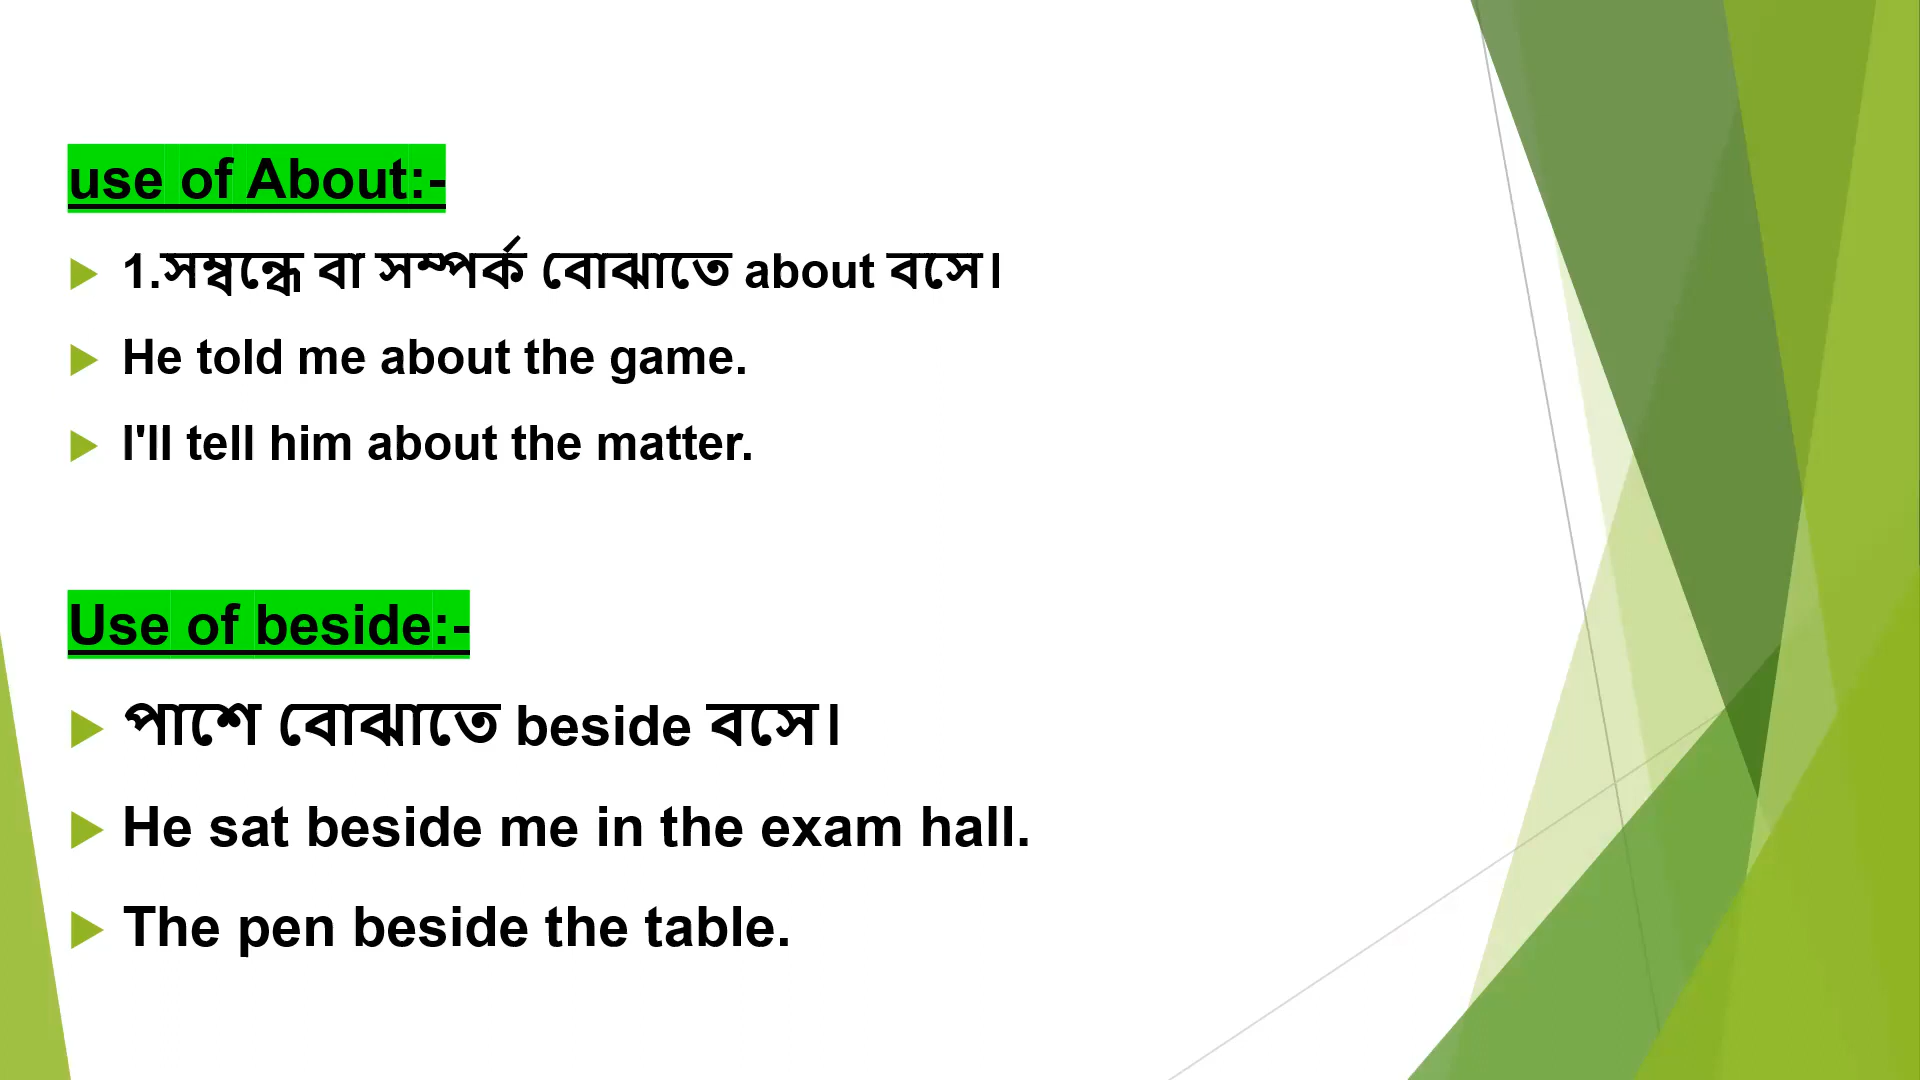 use of About:-
1.সম্বন্ধে বা সম্পর্ক বোঝাতে about বসে।
He told me about the game.
I'll tell him about the matter.
Use of beside:-
পাশে বোঝাতে beside বসে।
He sat beside me in the exam hall.
The pen beside the table.